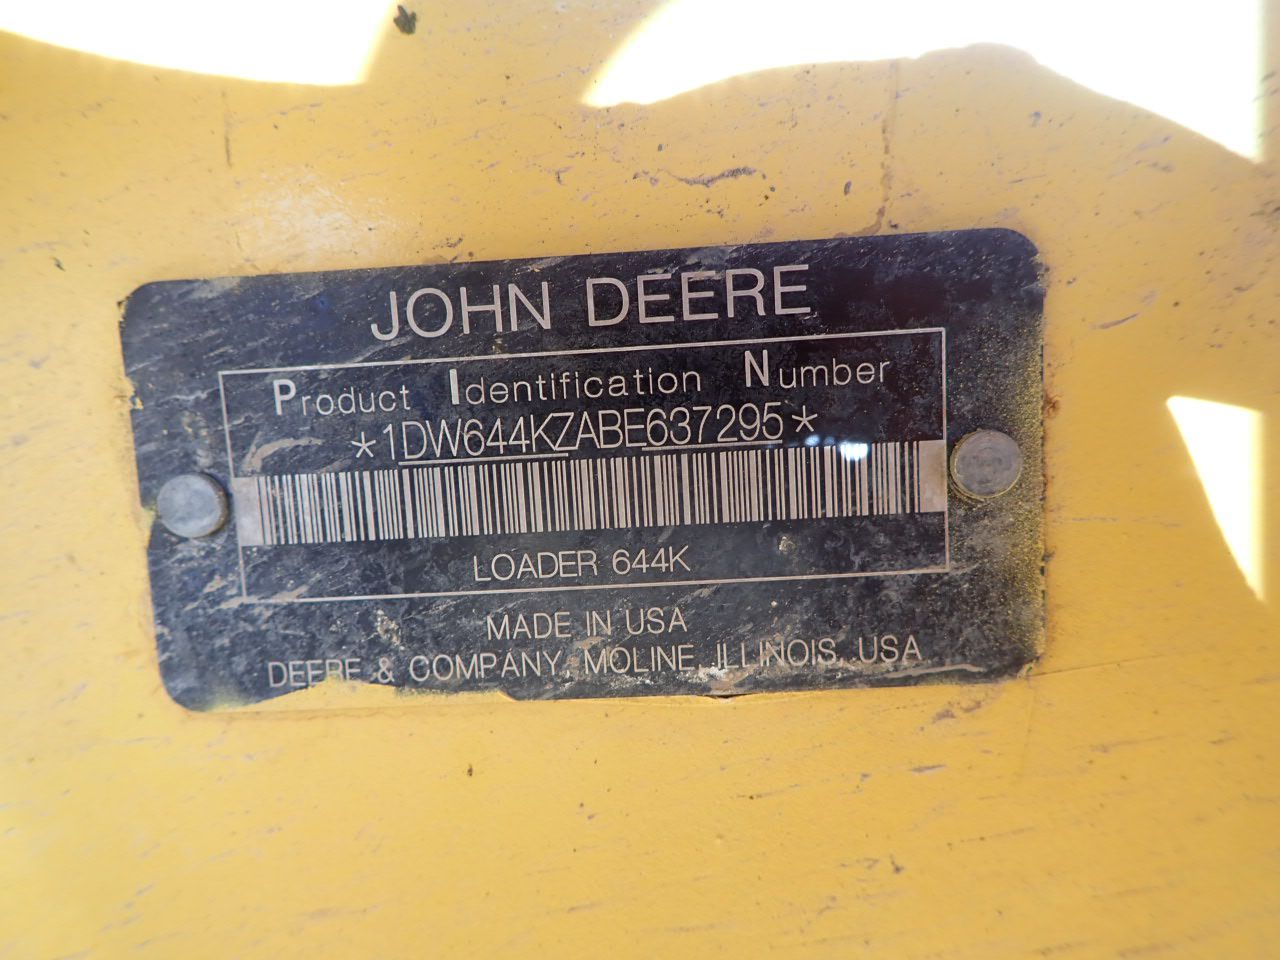 JOHN DEERE
Product Identification Number
*1DW644KZABE637295*
LOADER 644K
MADE IN USA
DEERE & COMPANY, MOLINE, ILLINOIS, USA